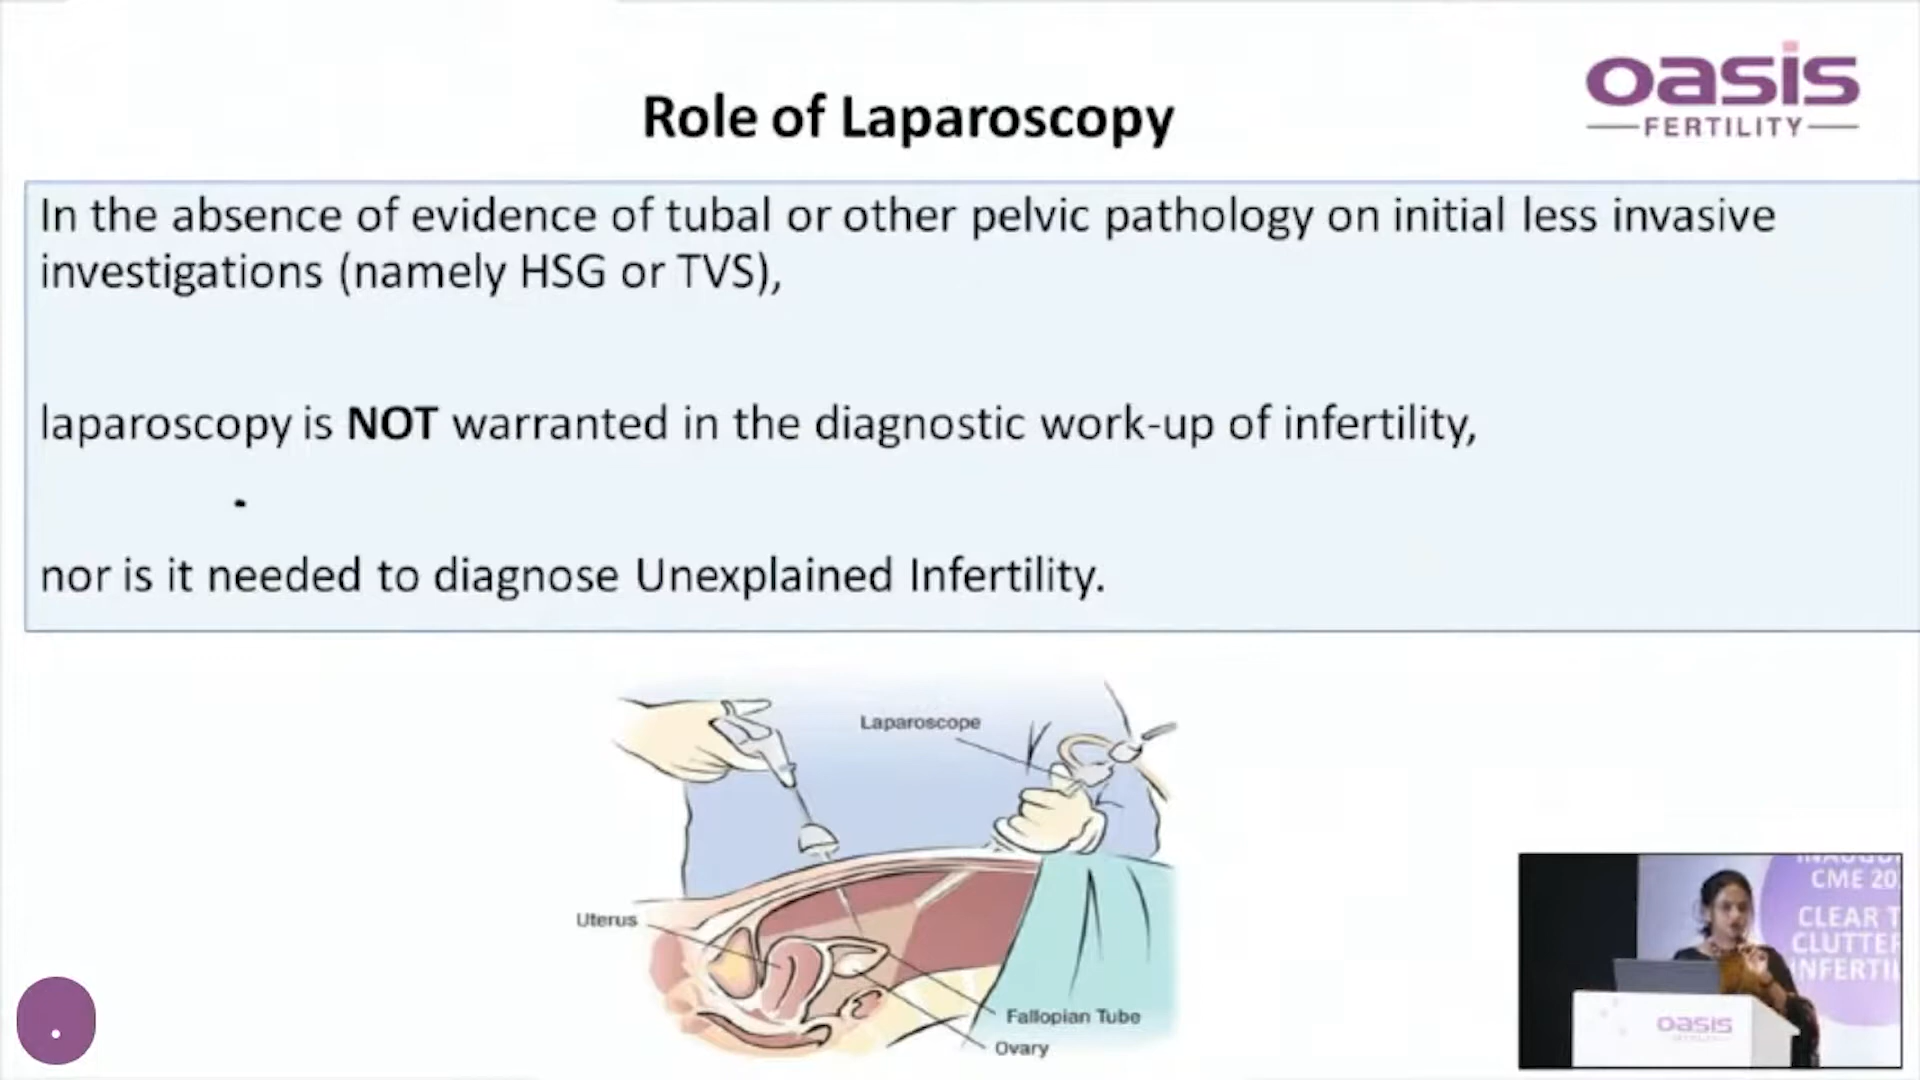 Role of Laparoscopy
oasis
FERTILITY
In the absence of evidence of tubal or other pelvic pathology on initial less invasive
investigations (namely HSG or TVS),
laparoscopy is NOT warranted in the diagnostic work-up of infertility,
nor is it needed to diagnose Unexplained Infertility.
Laparoscope
Uterus
Fallopian Tube
Ovary
CME 20
CLEAR T
CLUTTER
INFERTI
oasis